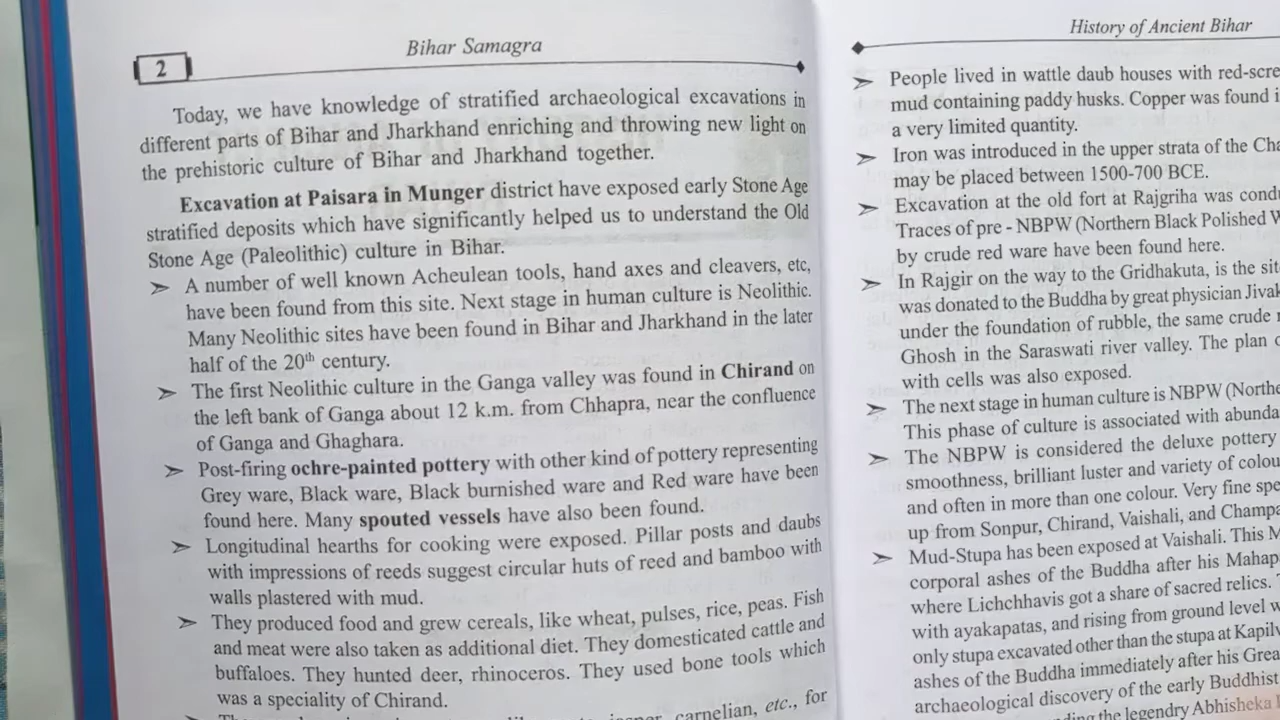 2
Bihar Samagra
Today, we have knowledge of stratified archaeological excavations in
different parts of Bihar and Jharkhand enriching and throwing new light on
the prehistoric culture of Bihar and Jharkhand together.
Excavation at Paisara in Munger district have exposed early Stone Age
stratified deposits which have significantly helped us to understand the Old
Stone Age (Paleolithic) culture in Bihar.
➢ A number of well known Acheulean tools, hand axes and cleavers, etc,
have been found from this site. Next stage in human culture is Neolithic.
Many Neolithic sites have been found in Bihar and Jharkhand in the later
half of the 20th century.
➢ The first Neolithic culture in the Ganga valley was found in Chirand on
the left bank of Ganga about 12 k.m. from Chhapra, near the confluence
of Ganga and Ghaghara.
➢ Post-firing ochre-painted pottery with other kind of pottery representing
Grey ware, Black ware, Black burnished ware and Red ware have been
found here. Many spouted vessels have also been found.
➢ Longitudinal hearths for cooking were exposed. Pillar posts and daubs
with impressions of reeds suggest circular huts of reed and bamboo with
walls plastered with mud.
➢ They produced food and grew cereals, like wheat, pulses, rice, peas. Fish
and meat were also taken as additional diet. They domesticated cattle and
buffaloes. They hunted deer, rhinoceros. They used bone tools which
was a speciality of Chirand.
carnelian, etc., for
History of Ancient Bihar
➢ People lived in wattle daub houses with red-scre
mud containing paddy husks. Copper was found i
a very limited quantity.
➢ Iron was introduced in the upper strata of the Cha
may be placed between 1500-700 BCE.
➢ Excavation at the old fort at Rajgriha was cond
Traces of pre - NBPW (Northern Black Polished W
by crude red ware have been found here.
➢ In Rajgir on the way to the Gridhakuta, is the sit
was donated to the Buddha by great physician Jivak
under the foundation of rubble, the same crude
Ghosh in the Saraswati river valley. The plan
with cells was also exposed.
➢ The next stage in human culture is NBPW (Northe
This phase of culture is associated with abunda
➢ The NBPW is considered the deluxe pottery
smoothness, brilliant luster and variety of colou
and often in more than one colour. Very fine spe
up from Sonpur, Chirand, Vaishali, and Champa
➢ Mud-Stupa has been exposed at Vaishali. This M
corporal ashes of the Buddha after his Mahap
where Lichchhavis got a share of sacred relics.
with ayakapatas, and rising from ground level w
only stupa excavated other than the stupa at Kapilv
ashes of the Buddha immediately after his Grea
archaeological discovery of the early Buddhist
the legendry Abhisheka